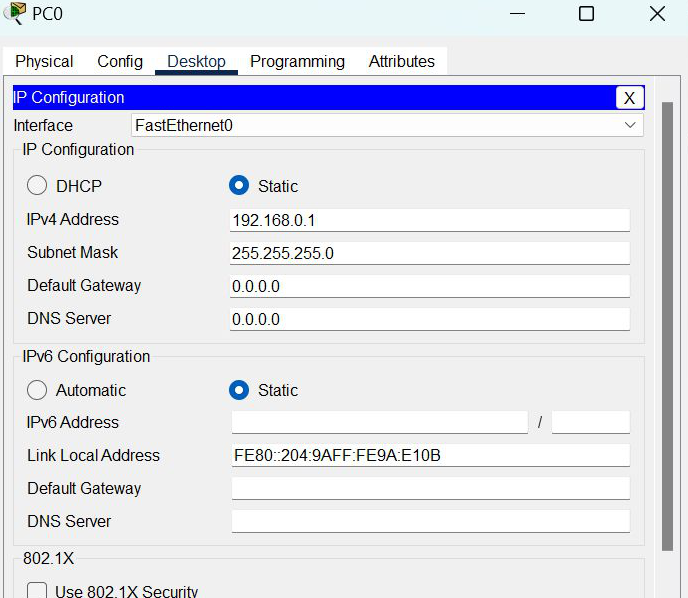 PC0
Physical Config Desktop Programming Attributes
IP Configuration X
Interface FastEthernet0
IP Configuration
DHCP Static
IPv4 Address 192.168.0.1
Subnet Mask 255.255.255.0
Default Gateway 0.0.0.0
DNS Server 0.0.0.0
IPv6 Configuration
Automatic Static
IPv6 Address /
Link Local Address FE80::204:9AFF:FE9A:E10B
Default Gateway
DNS Server
802.1X
Use 802.1X Security